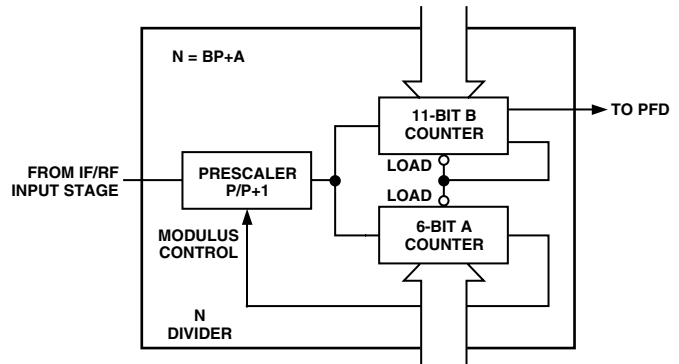 N = BP+A
11-BIT B
COUNTER
TO PFD
LOAD
FROM IF/RF
INPUT STAGE
PRESCALER
P/P+1
LOAD
MODULUS
CONTROL
6-BIT A
COUNTER
N
DIVIDER